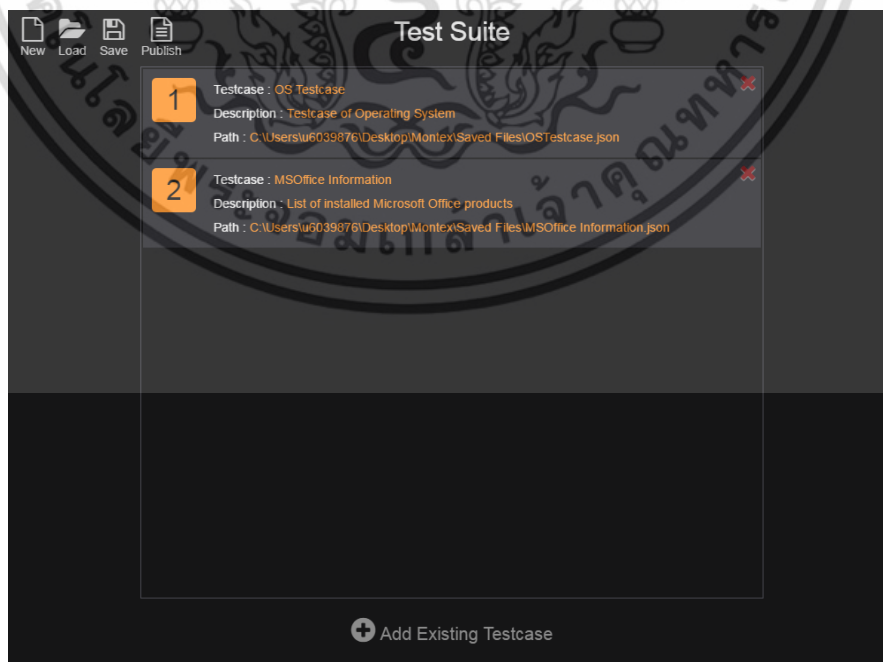 Test Suite
New Load Save Publish
1
Testcase : OS Testcase
Description : Testcase of Operating System
Path : C:\Users\u6039876\Desktop\Montex\Saved Files\OSTestcase.json
2
Testcase : MSOffice Information
Description : List of installed Microsoft Office products
Path : C:\Users\u6039876\Desktop\Montex\Saved Files\MSOffice Information.json
Add Existing Testcase